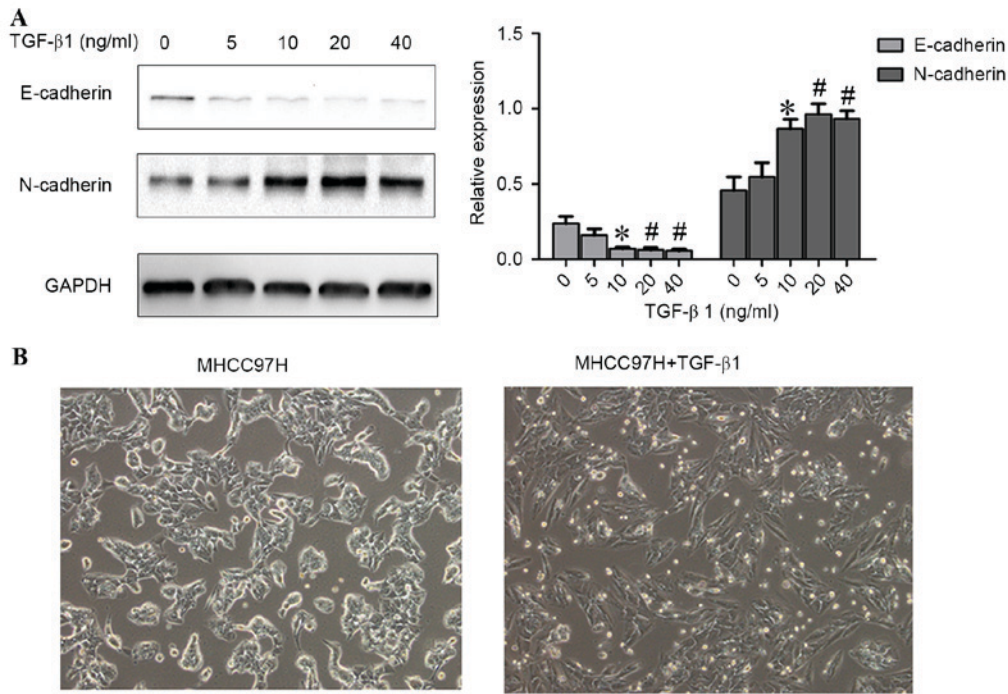 A
TGF-β1 (ng/ml) 0 5 10 20 40
E-cadherin
N-cadherin
GAPDH
Relative expression
1.5
1.0
0.5
0.0
* # #
* # #
0 5 10 20 40 0 5 10 20 40
TGF-β 1 (ng/ml)
E-cadherin
N-cadherin
B
MHCC97H
MHCC97H+TGF-β1